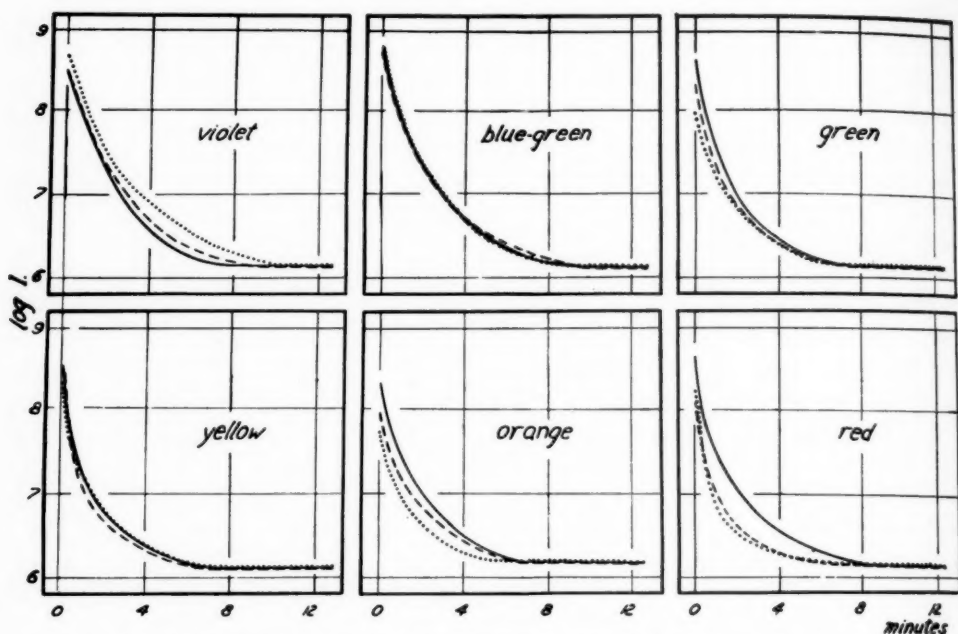 9
8
7
6
violet
blue-green
green
log I.
9
8
7
6
yellow
orange
red
0 4 8 12
0 4 8 12
0 4 8 12
minutes